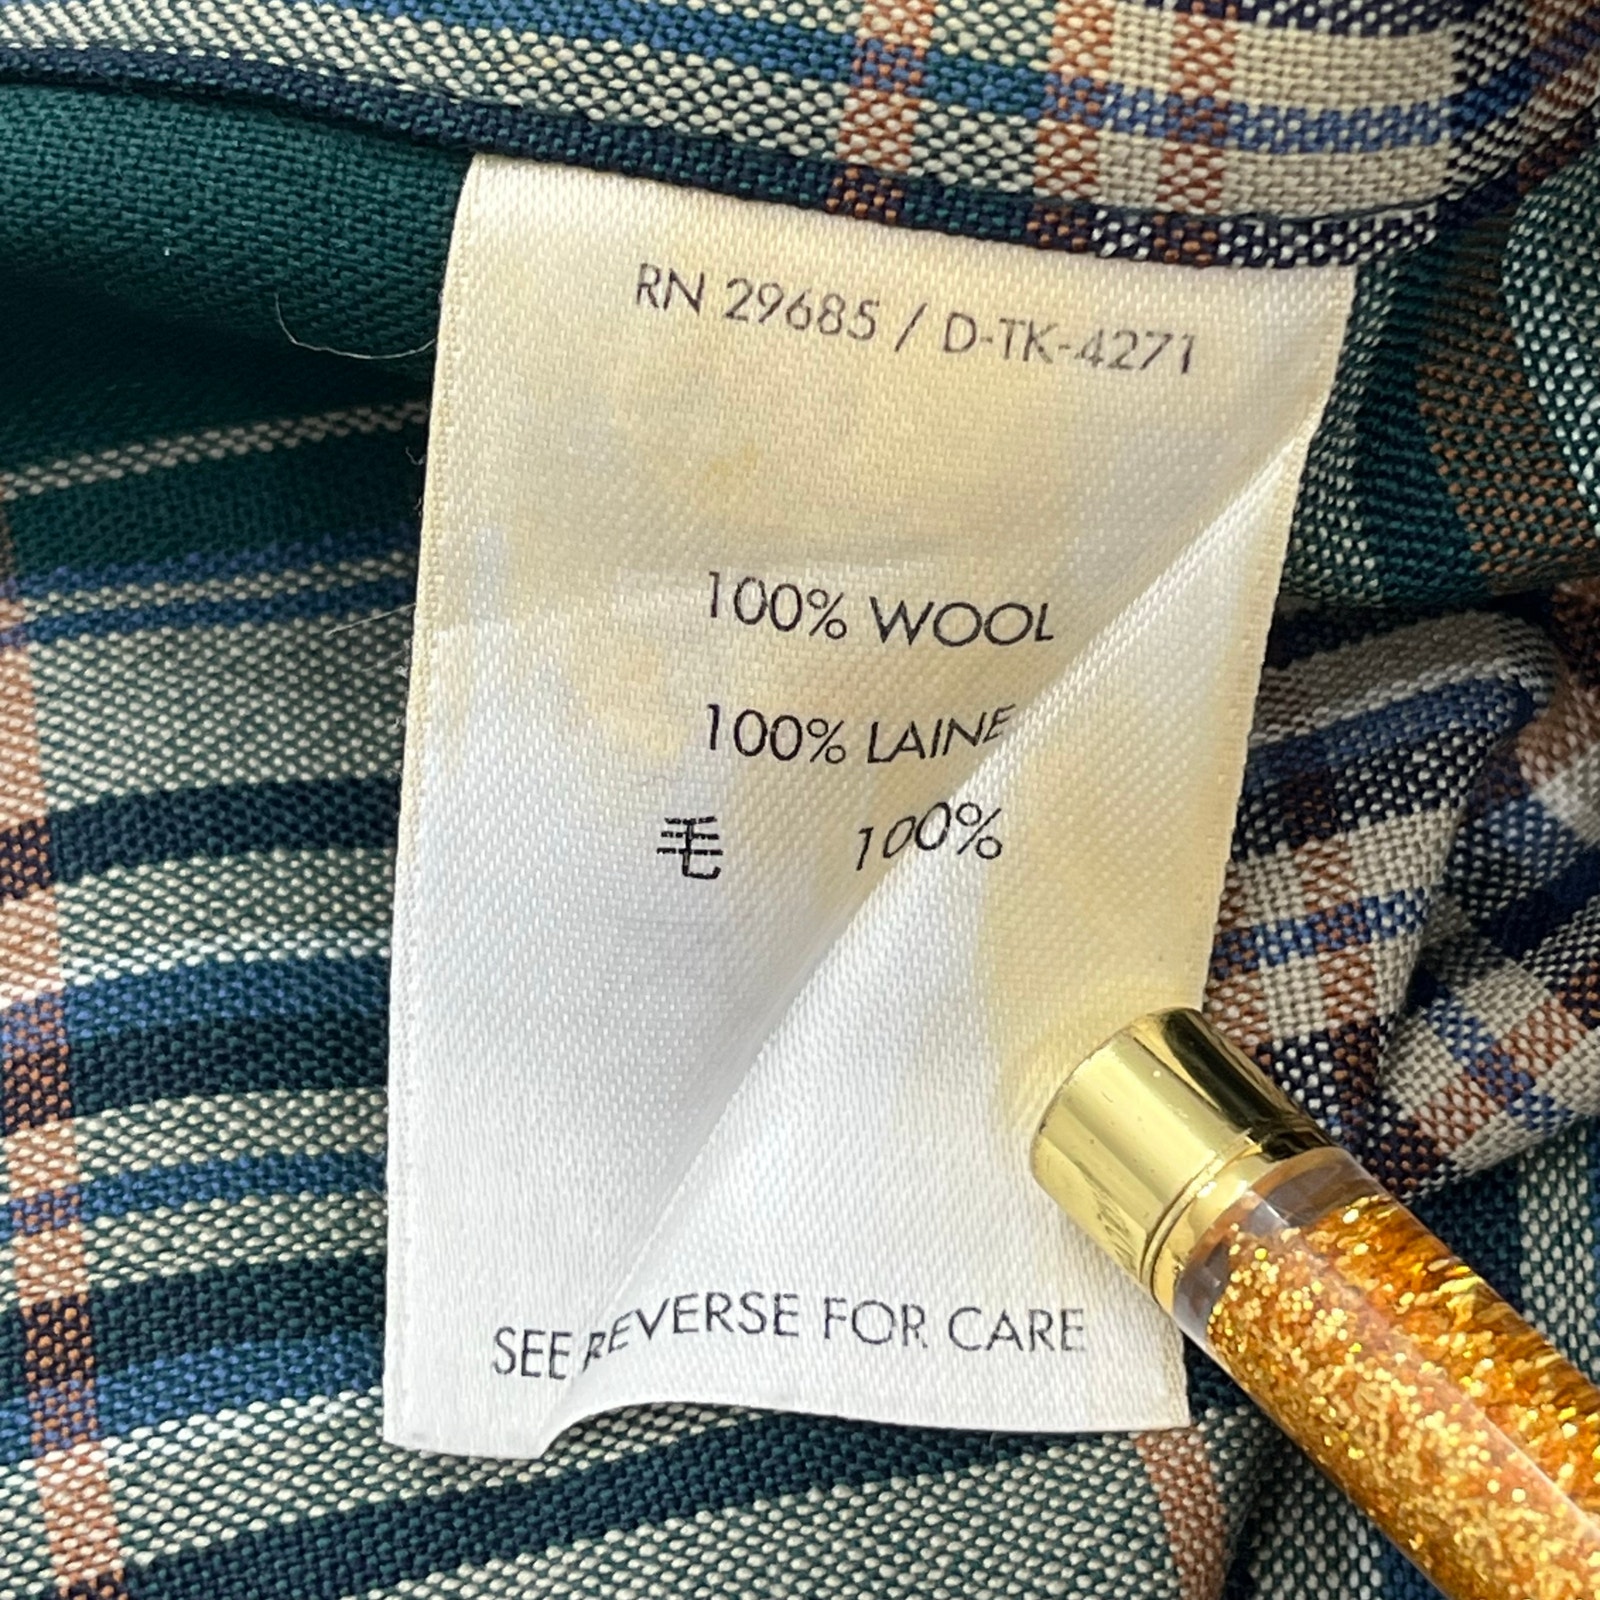 RN 29685 / D-TK-4271
100% WOOL
100% LAINE
毛 100%
SEE REVERSE FOR CARE